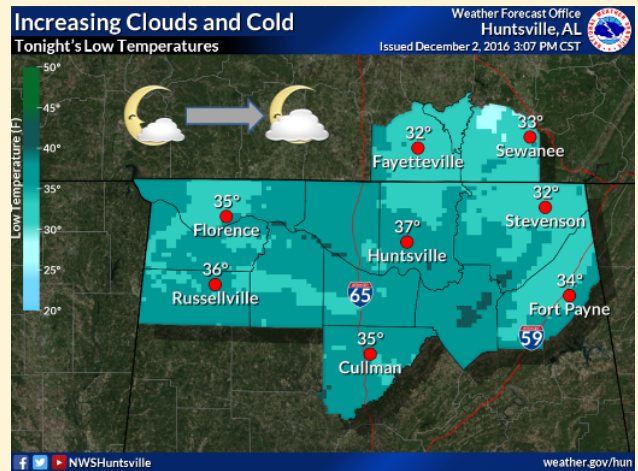 Increasing Clouds and Cold
Tonight's Low Temperatures
Weather Forecast Office
Huntsville, AL
Issued December 2, 2016 3:07 PM CST
50°
45°
40°
35°
30°
25°
20°
Low Temperature (F)
32°
Fayetteville
33°
Sewanee
35°
Florence
37°
Huntsville
32°
Stevenson
36°
Russellville
65
34°
Fort Payne
59
35°
Cullman
NWSHuntsville
weather.gov/hun